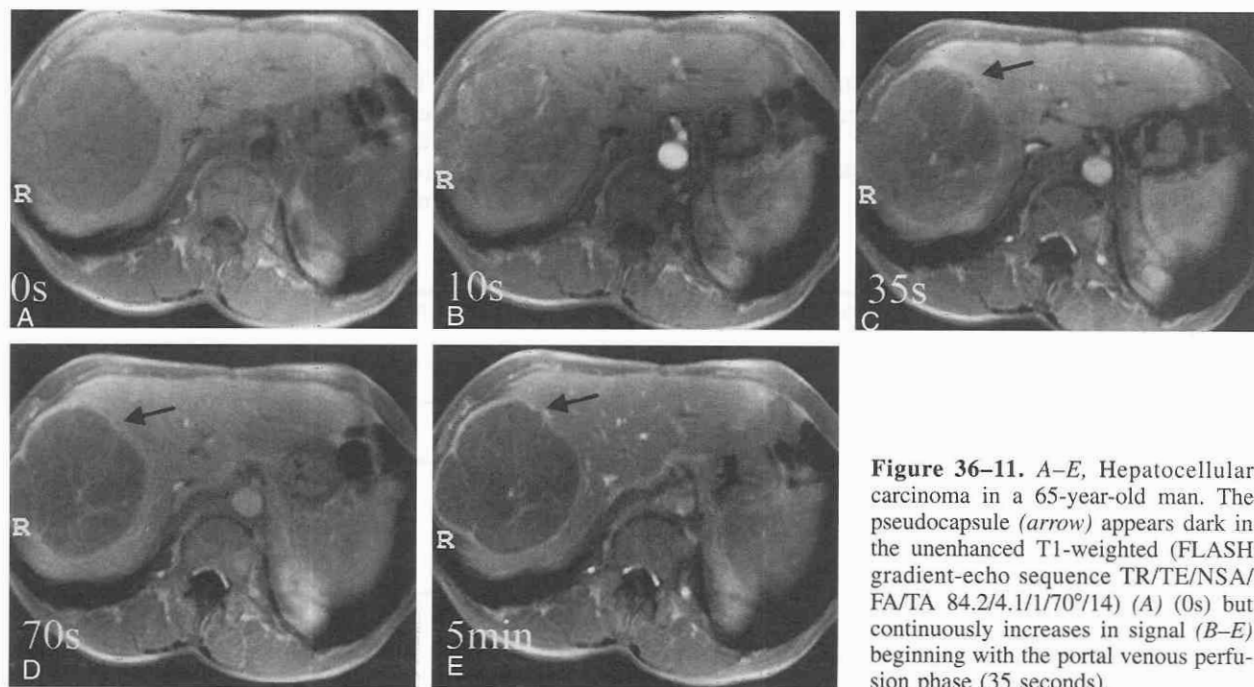 R
0s
A
10s
B
R
35s
C
R
70s
D
R
5min
E
Figure 36–11. A–E, Hepatocellular
carcinoma in a 65-year-old man. The
pseudocapsule (arrow) appears dark in
the unenhanced T1-weighted (FLASH
gradient-echo sequence TR/TE/NSA/
FA/TA 84.2/4.1/1/70°/14) (A) (0s) but
continuously increases in signal (B–E)
beginning with the portal venous perfu-
sion phase (35 seconds).